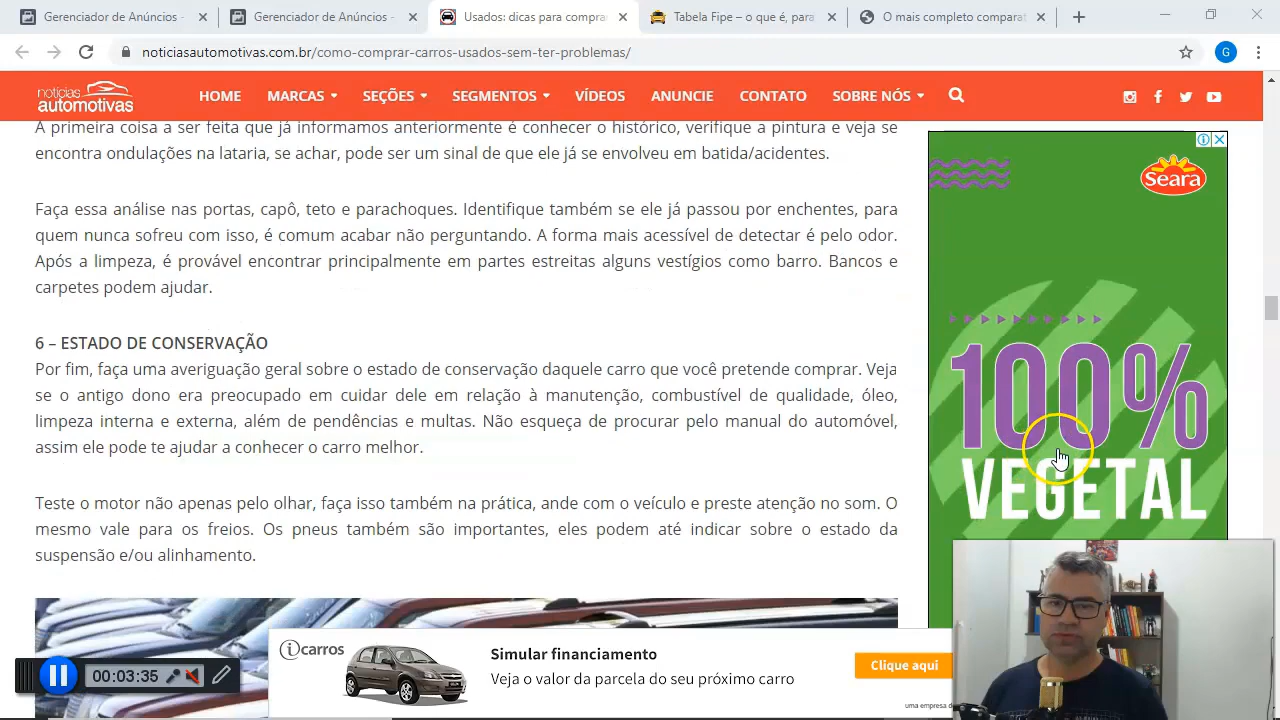 Gerenciador de Anúncios -
Gerenciador de Anúncios -
Usados: dicas para compra
Tabela Fipe – o que é, para
O mais completo comparat
noticiasautomotivas.com.br/como-comprar-carros-usados-sem-ter-problemas/
G
notícias
automotivas
HOME
MARCAS
SEÇÕES
SEGMENTOS
VÍDEOS
ANUNCIE
CONTATO
SOBRE NÓS
A primeira coisa a ser feita que já informamos anteriormente é conhecer o histórico, verifique a pintura e veja se
encontra ondulações na lataria, se achar, pode ser um sinal de que ele já se envolveu em batida/acidentes.
Faça essa análise nas portas, capô, teto e parachoques. Identifique também se ele já passou por enchentes, para
quem nunca sofreu com isso, é comum acabar não perguntando. A forma mais acessível de detectar é pelo odor.
Após a limpeza, é provável encontrar principalmente em partes estreitas alguns vestígios como barro. Bancos e
carpetes podem ajudar.
6 – ESTADO DE CONSERVAÇÃO
Por fim, faça uma averiguação geral sobre o estado de conservação daquele carro que você pretende comprar. Veja
se o antigo dono era preocupado em cuidar dele em relação à manutenção, combustível de qualidade, óleo,
limpeza interna e externa, além de pendências e multas. Não esqueça de procurar pelo manual do automóvel,
assim ele pode te ajudar a conhecer o carro melhor.
Teste o motor não apenas pelo olhar, faça isso também na prática, ande com o veículo e preste atenção no som. O
mesmo vale para os freios. Os pneus também são importantes, eles podem até indicar sobre o estado da
suspensão e/ou alinhamento.
Seara
100%
VEGETAL
icarros
Simular financiamento
Veja o valor da parcela do seu próximo carro
Clique aqui
uma empresa d
00:03:35